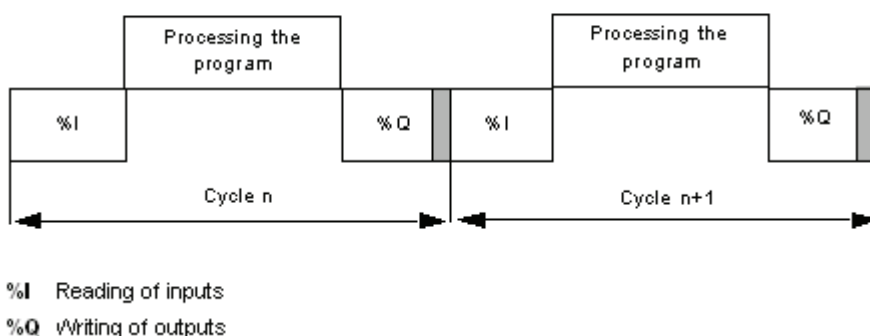 Processing the
program
Processing the
program
%I
%Q
%I
%Q
Cycle n
Cycle n+1
%I Reading of inputs
%Q Writing of outputs